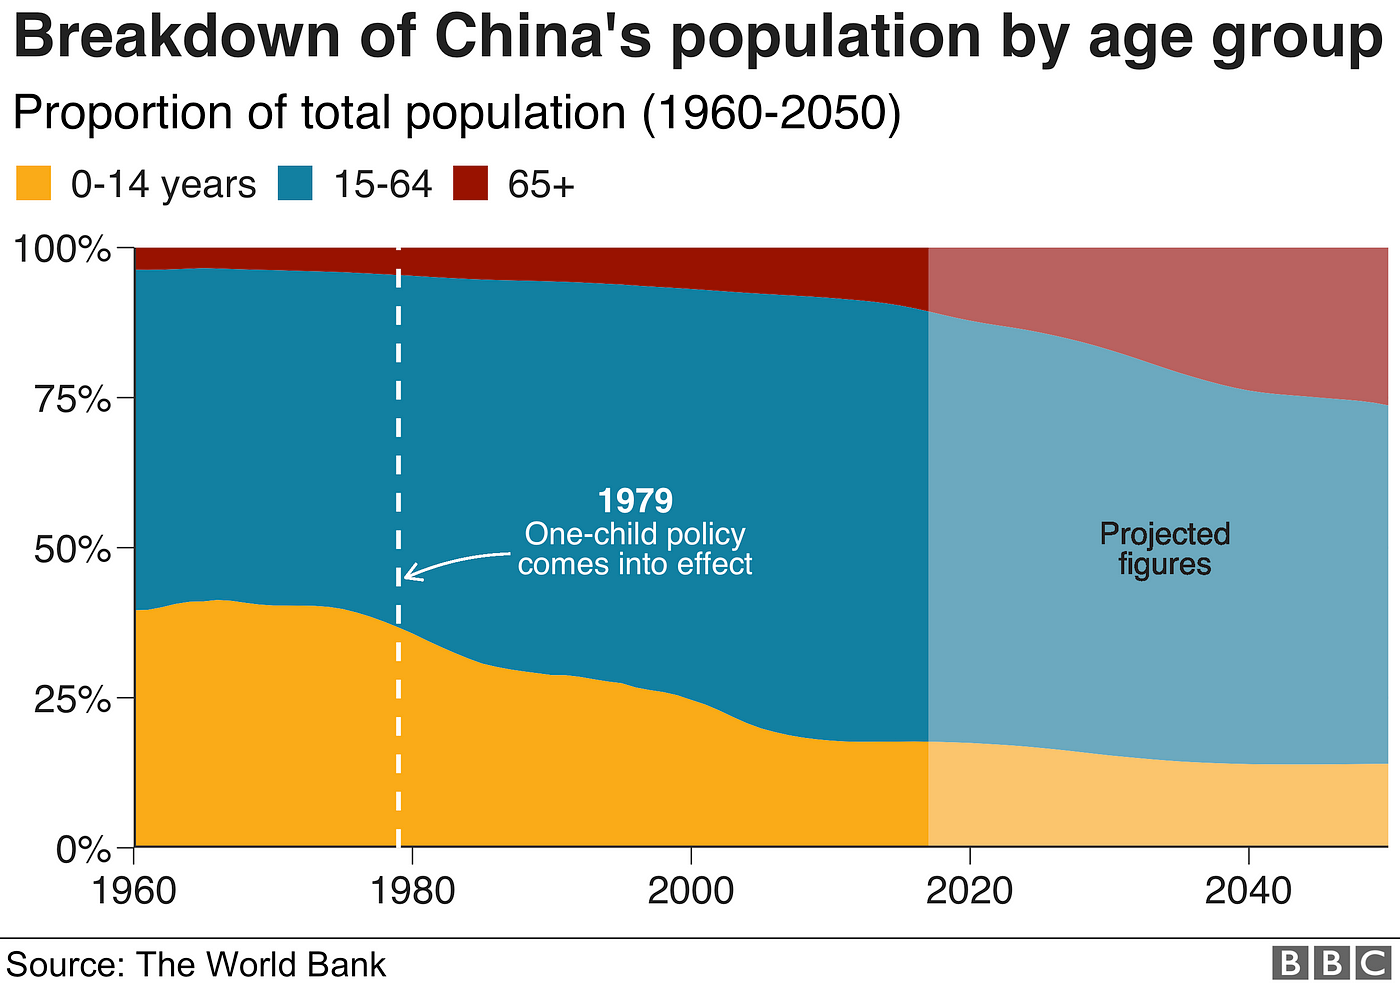 Breakdown of China's population by age group
Proportion of total population (1960-2050)
0-14 years 15-64 65+
100%
75%
50%
25%
0%
1979
One-child policy
comes into effect
Projected
figures
1960 1980 2000 2020 2040
Source: The World Bank
BBC